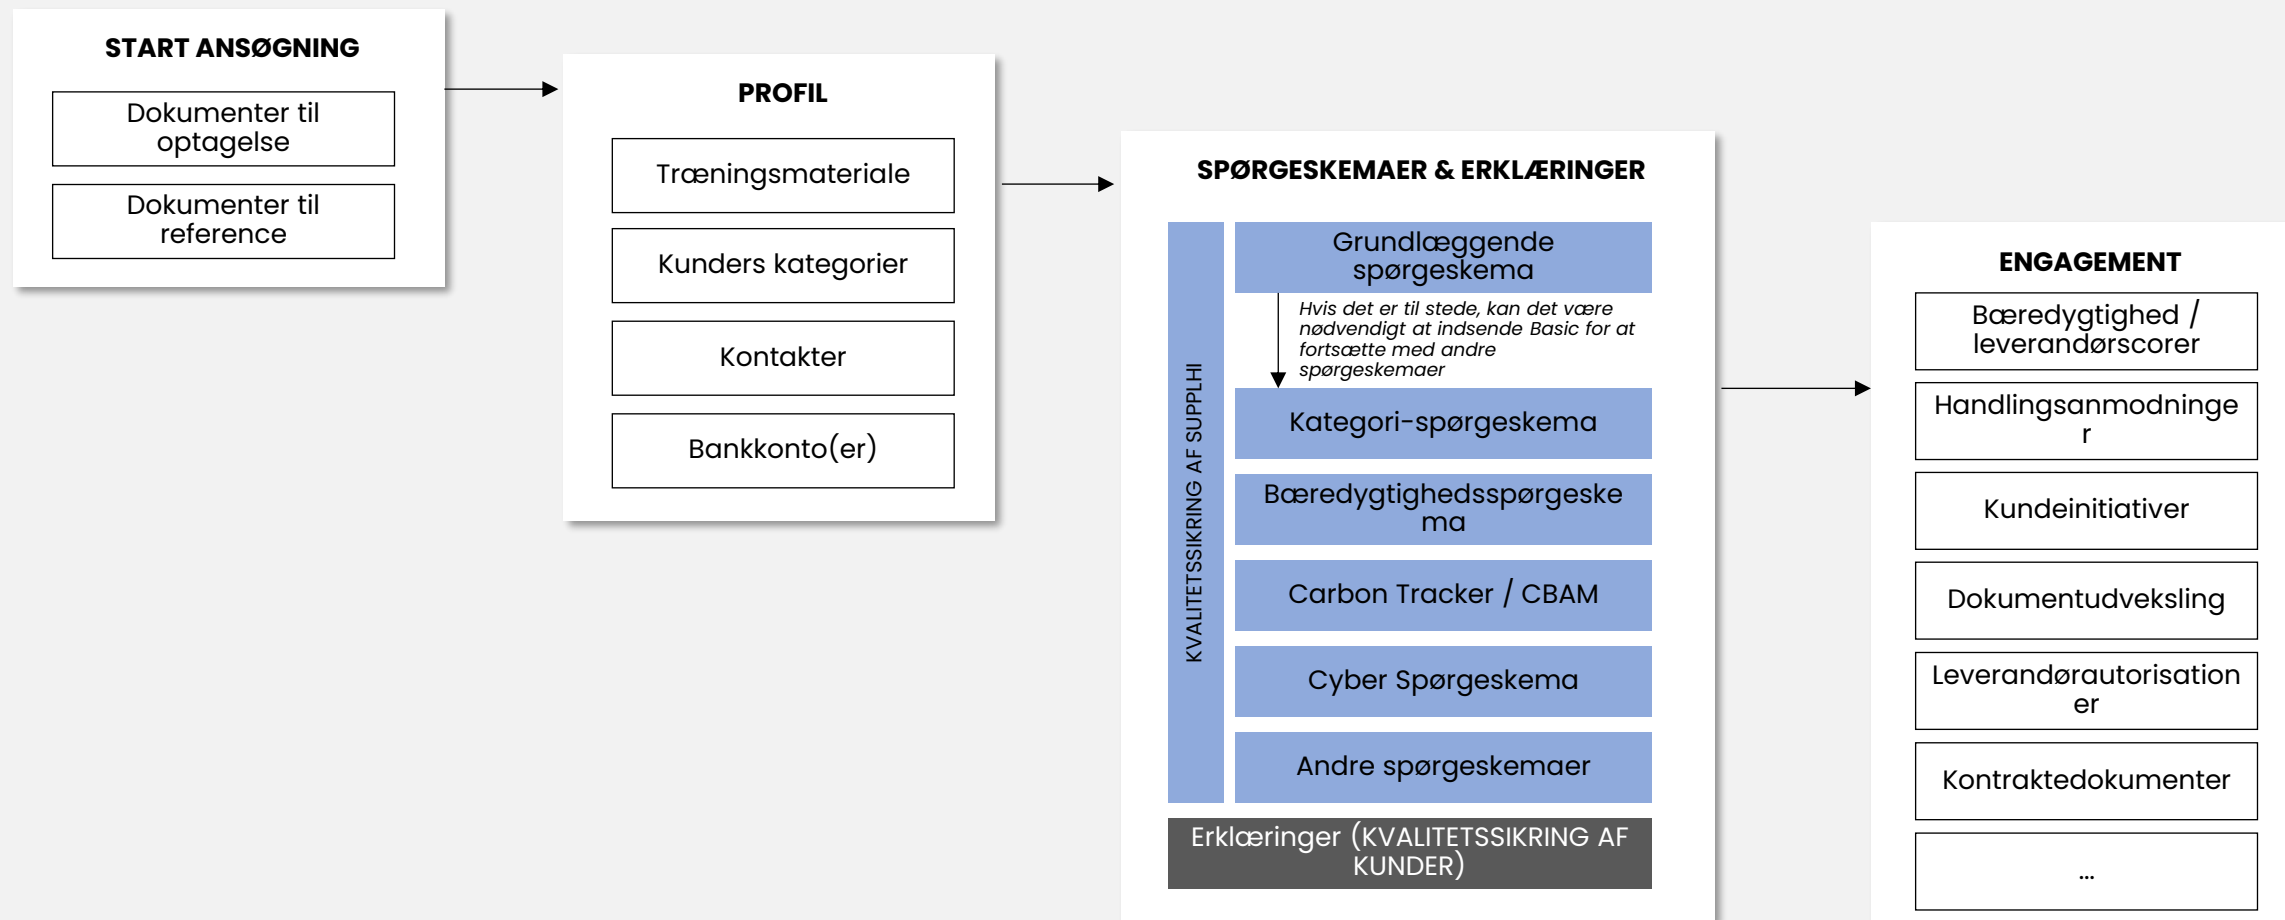 START ANSØGNING
Dokumenter til
optagelse
Dokumenter til
reference
PROFIL
Træningsmateriale
Kunders kategorier
Kontakter
Bankkonto(er)
SPØRGESKEMAER & ERKLÆRINGER
KVALITETSSIKRING AF SUPPLHI
Grundlæggende
spørgeskema
Hvis det er til stede, kan det være
nødvendigt at indsende Basic for at
fortsætte med andre
spørgeskemaer
Kategori-spørgeskema
Bæredygtighedsspørgeske
ma
Carbon Tracker / CBAM
Cyber Spørgeskema
Andre spørgeskemaer
Erklæringer (KVALITETSSIKRING AF
KUNDER)
ENGAGEMENT
Bæredygtighed /
leverandørscorer
Handlingsanmodninge
r
Kundeinitiativer
Dokumentudveksling
Leverandørautorisation
er
Kontraktedokumenter
...